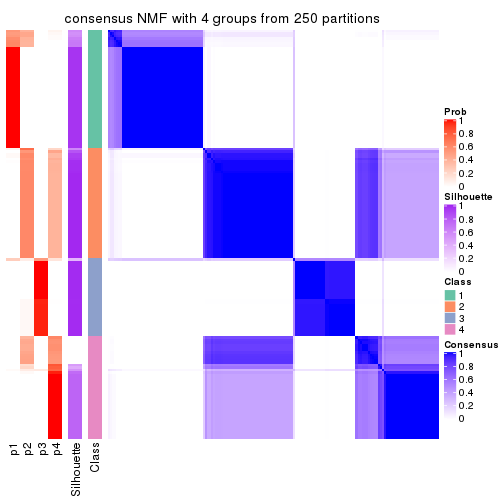 consensus NMF with 4 groups from 250 partitions
Prob
1
0.8
0.6
0.4
0.2
0
Silhouette
1
0.8
0.6
0.4
0.2
0
Class
1
2
3
4
Consensus
1
0.8
0.6
0.4
0.2
0
p1
p2
p3
p4
Silhouette
Class